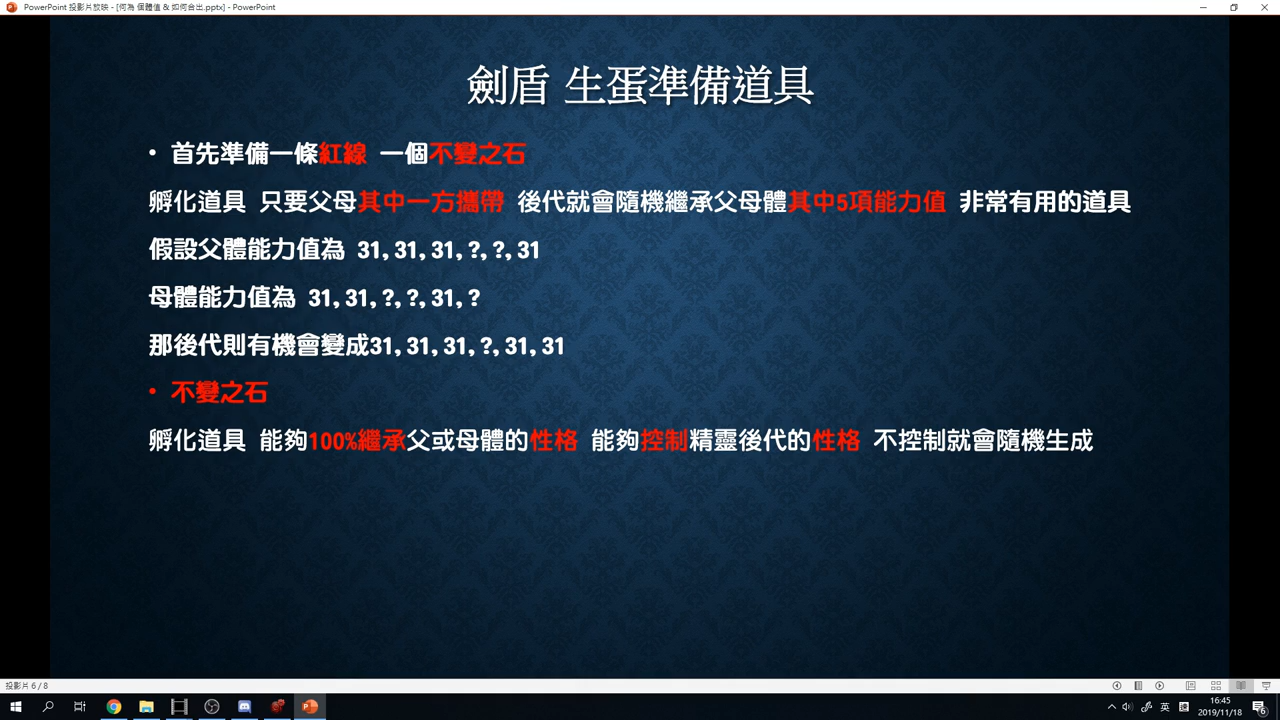 PowerPoint 投影片放映 - [何為 個體值 & 如何合出.pptx] - PowerPoint
劍盾 生蛋準備道具
• 首先準備一條紅線 一個不變之石
孵化道具 只要父母其中一方攜帶 後代就會隨機繼承父母體其中5項能力值 非常有用的道具
假設父體能力值為 31,31,31,?,?,31
母體能力值為 31,31,?,?,31,?
那後代則有機會變成31,31,31,?,31,31
• 不變之石
孵化道具 能夠100%繼承父或母體的性格 能夠控制精靈後代的性格 不控制就會隨機生成
投影片 6 / 8
英
16:45
2019/11/18
6